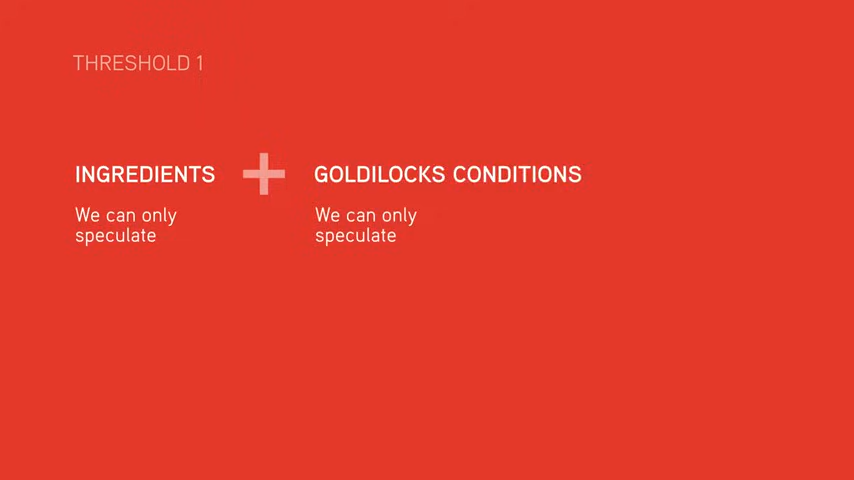 THRESHOLD 1
INGREDIENTS + GOLDILOCKS CONDITIONS
We can only We can only
speculate speculate